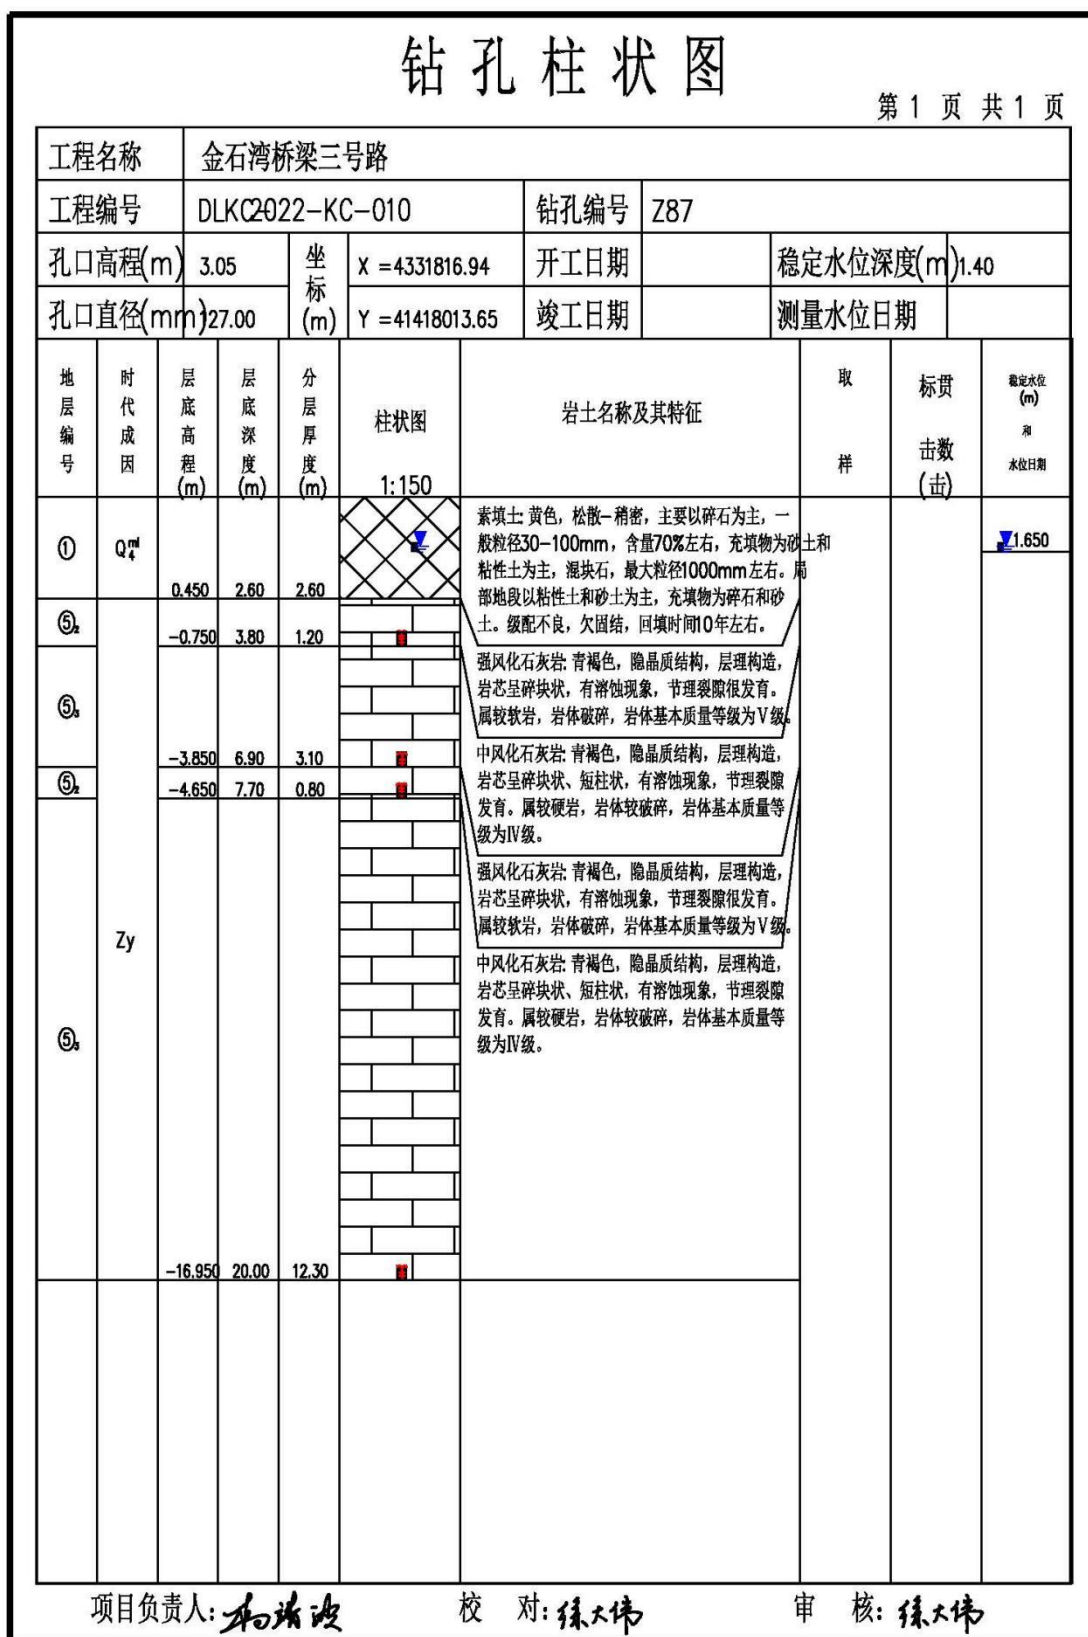 钻孔柱状图
第 1 页 共 1 页
工程名称 金石湾桥梁三号路
工程编号 DLKC2022-KC-010 钻孔编号 Z87
孔口高程(m) 3.05 坐标(m) X =4331816.94 开工日期 稳定水位深度(m) 1.40
孔口直径(mm) 127.00 Y =41418013.65 竣工日期 测量水位日期
地层编号 时代成因 层底高程(m) 层底深度(m) 分层厚度(m) 柱状图 1:150 岩土名称及其特征 取样 标贯击数(击) 稳定水位(m)和水位日期
① Q4ml 0.450 2.60 2.60
素填土: 黄色，松散-稍密，主要以碎石为主，一
般粒径30-100mm，含量70%左右，充填物为砂土和
粘性土为主，混块石，最大粒径1000mm左右。局
部地段以粘性土和砂土为主，充填物为碎石和砂
土。级配不良，欠固结，回填时间10年左右。
1.650
⑤2 -0.750 3.80 1.20
强风化石灰岩: 青褐色，隐晶质结构，层理构造，
岩芯呈碎块状，有溶蚀现象，节理裂隙很发育。
属较软岩，岩体破碎，岩体基本质量等级为Ⅴ级。
⑤3 -3.850 6.90 3.10
中风化石灰岩: 青褐色，隐晶质结构，层理构造，
岩芯呈碎块状、短柱状，有溶蚀现象，节理裂隙
发育。属较硬岩，岩体较破碎，岩体基本质量等
级为Ⅳ级。
⑤2 -4.650 7.70 0.80
强风化石灰岩: 青褐色，隐晶质结构，层理构造，
岩芯呈碎块状，有溶蚀现象，节理裂隙很发育。
属较软岩，岩体破碎，岩体基本质量等级为Ⅴ级。
Zy
⑤3 -16.950 20.00 12.30
中风化石灰岩: 青褐色，隐晶质结构，层理构造，
岩芯呈碎块状、短柱状，有溶蚀现象，节理裂隙
发育。属较硬岩，岩体较破碎，岩体基本质量等
级为Ⅳ级。
项目负责人: 校 对: 徐大伟 审 核: 徐大伟